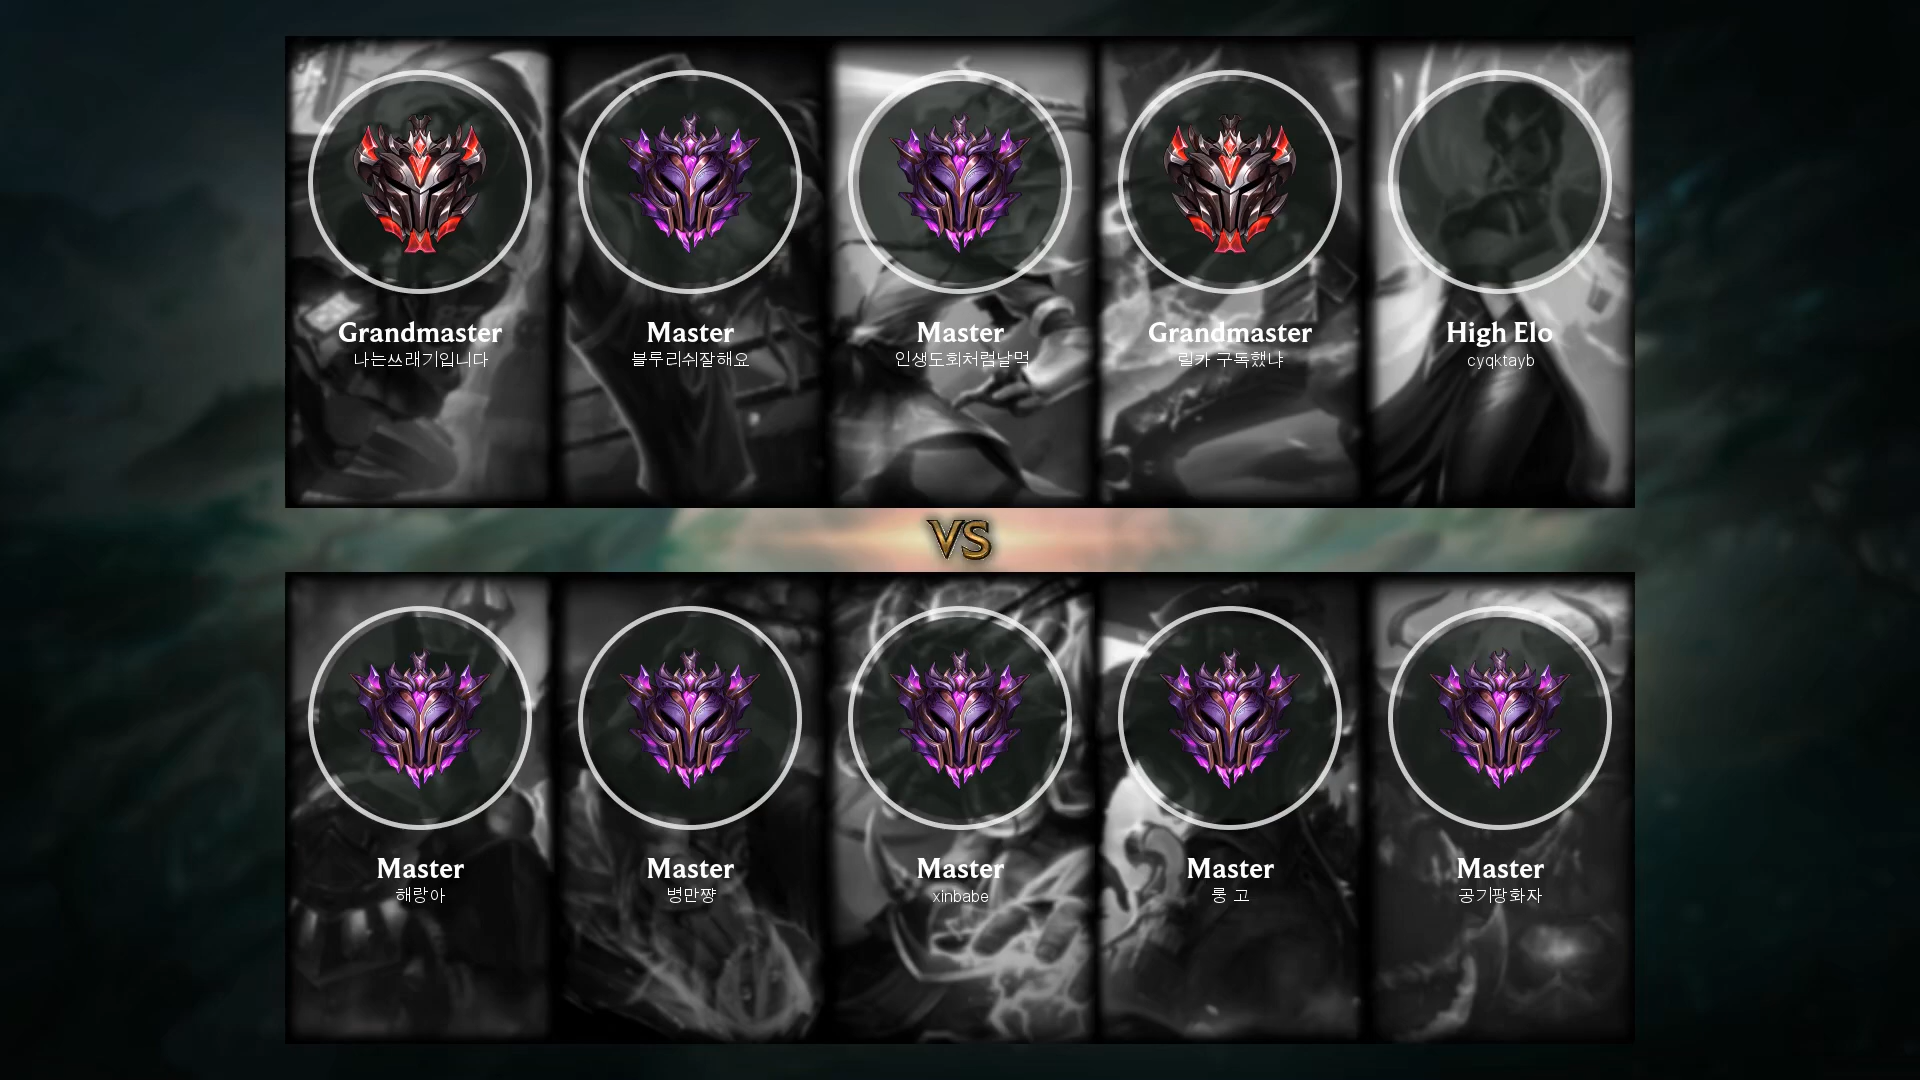 Grandmaster
나는쓰래기입니다
Master
블루리쉬잘해요
Master
인생도회처럼날먹
Grandmaster
릴카 구독했냐
High Elo
cyqktayb
VS
Master
해랑아
Master
병만쨩
Master
xinbabe
Master
롱 고
Master
공기팡화자